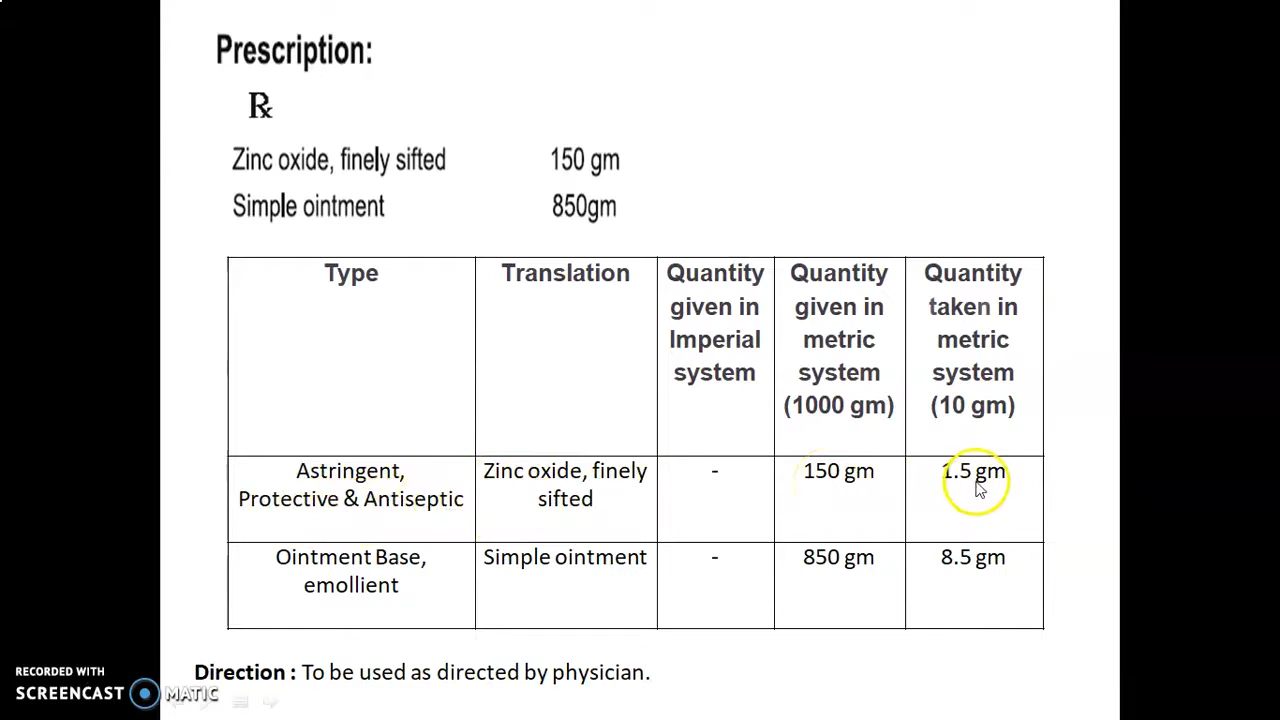 Prescription:
℞
Zinc oxide, finely sifted 150 gm
Simple ointment 850gm
Type Translation Quantity given in Imperial system Quantity given in metric system (1000 gm) Quantity taken in metric system (10 gm)
Astringent, Protective & Antiseptic Zinc oxide, finely sifted - 150 gm 1.5 gm
Ointment Base, emollient Simple ointment - 850 gm 8.5 gm
Direction : To be used as directed by physician.
RECORDED WITH
SCREENCAST MATIC